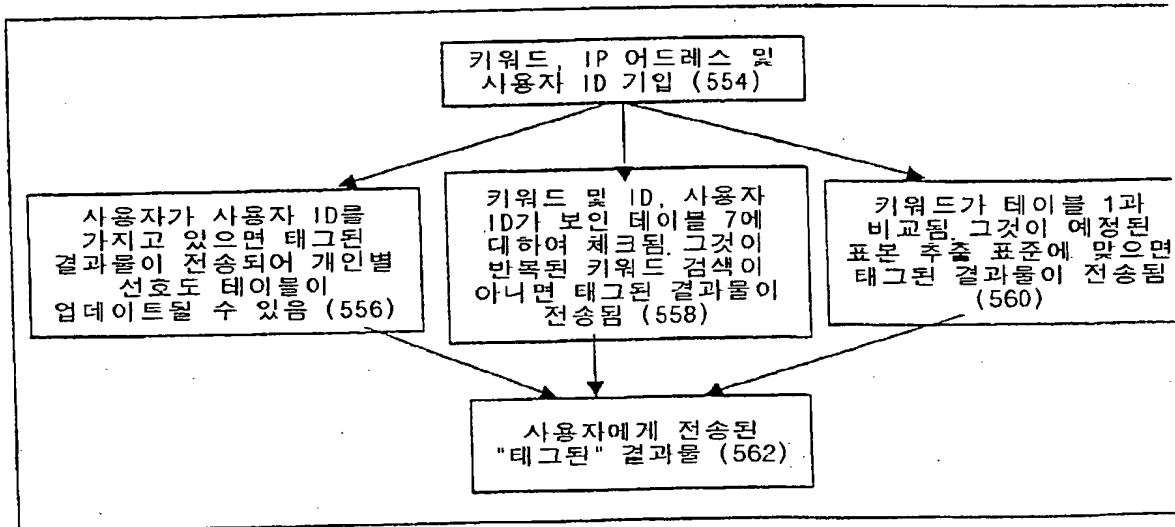 키워드, IP 어드레스 및
사용자 ID 기입 (554)
사용자가 사용자 ID를
가지고 있으면 태그된
결과물이 전송되어 개인별
선호도 테이블이
업데이트될 수 있음 (556)
키워드 및 ID, 사용자
ID가 보인 테이블 7에
대하여 체크됨. 그것이
반복된 키워드 검색이
아니면 태그된 결과물이
전송됨 (558)
키워드가 테이블 1과
비교됨. 그것이 예정된
표본 추출 표준에 맞으면
태그된 결과물이 전송됨
(560)
사용자에게 전송된
"태그된" 결과물 (562)